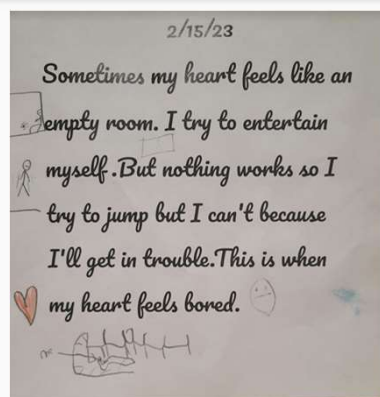 2/15/23
Sometimes my heart feels like an
empty room. I try to entertain
myself.But nothing works so I
try to jump but I can't because
I'll get in trouble.This is when
my heart feels bored.